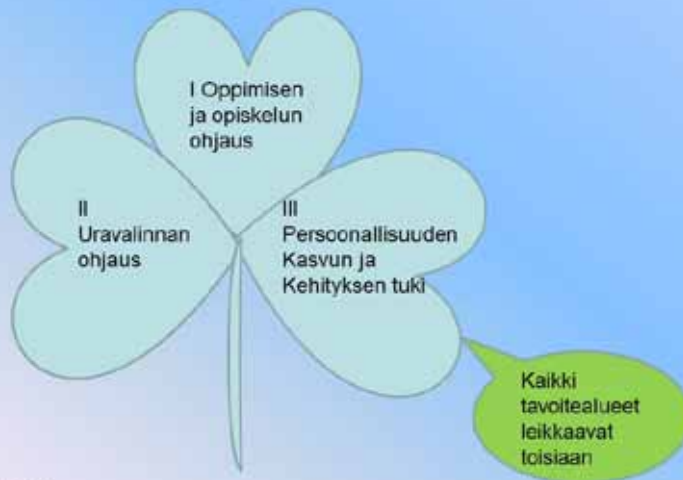 I Oppimisen
ja opiskelun
ohjaus
II
Uravalinnan
ohjaus
III
Persoonallisuuden
Kasvun ja
Kehityksen tuki
Kaikki
tavoitealueet
leikkaavat
toisiaan